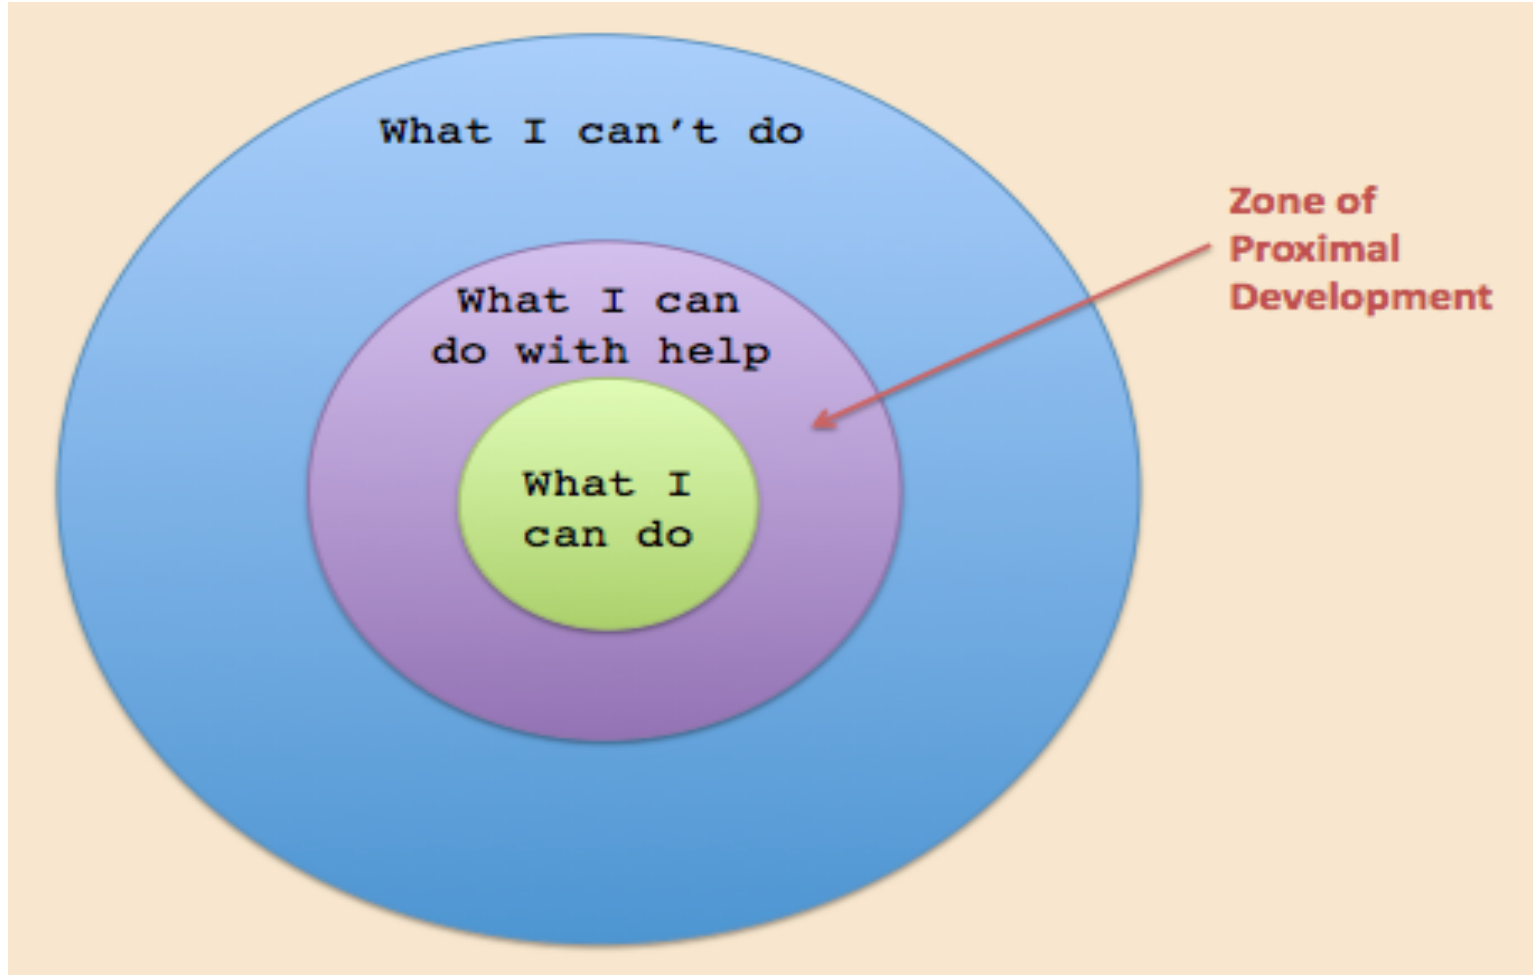 What I can’t do
Zone of
Proximal
Development
What I can
do with help
What I
can do